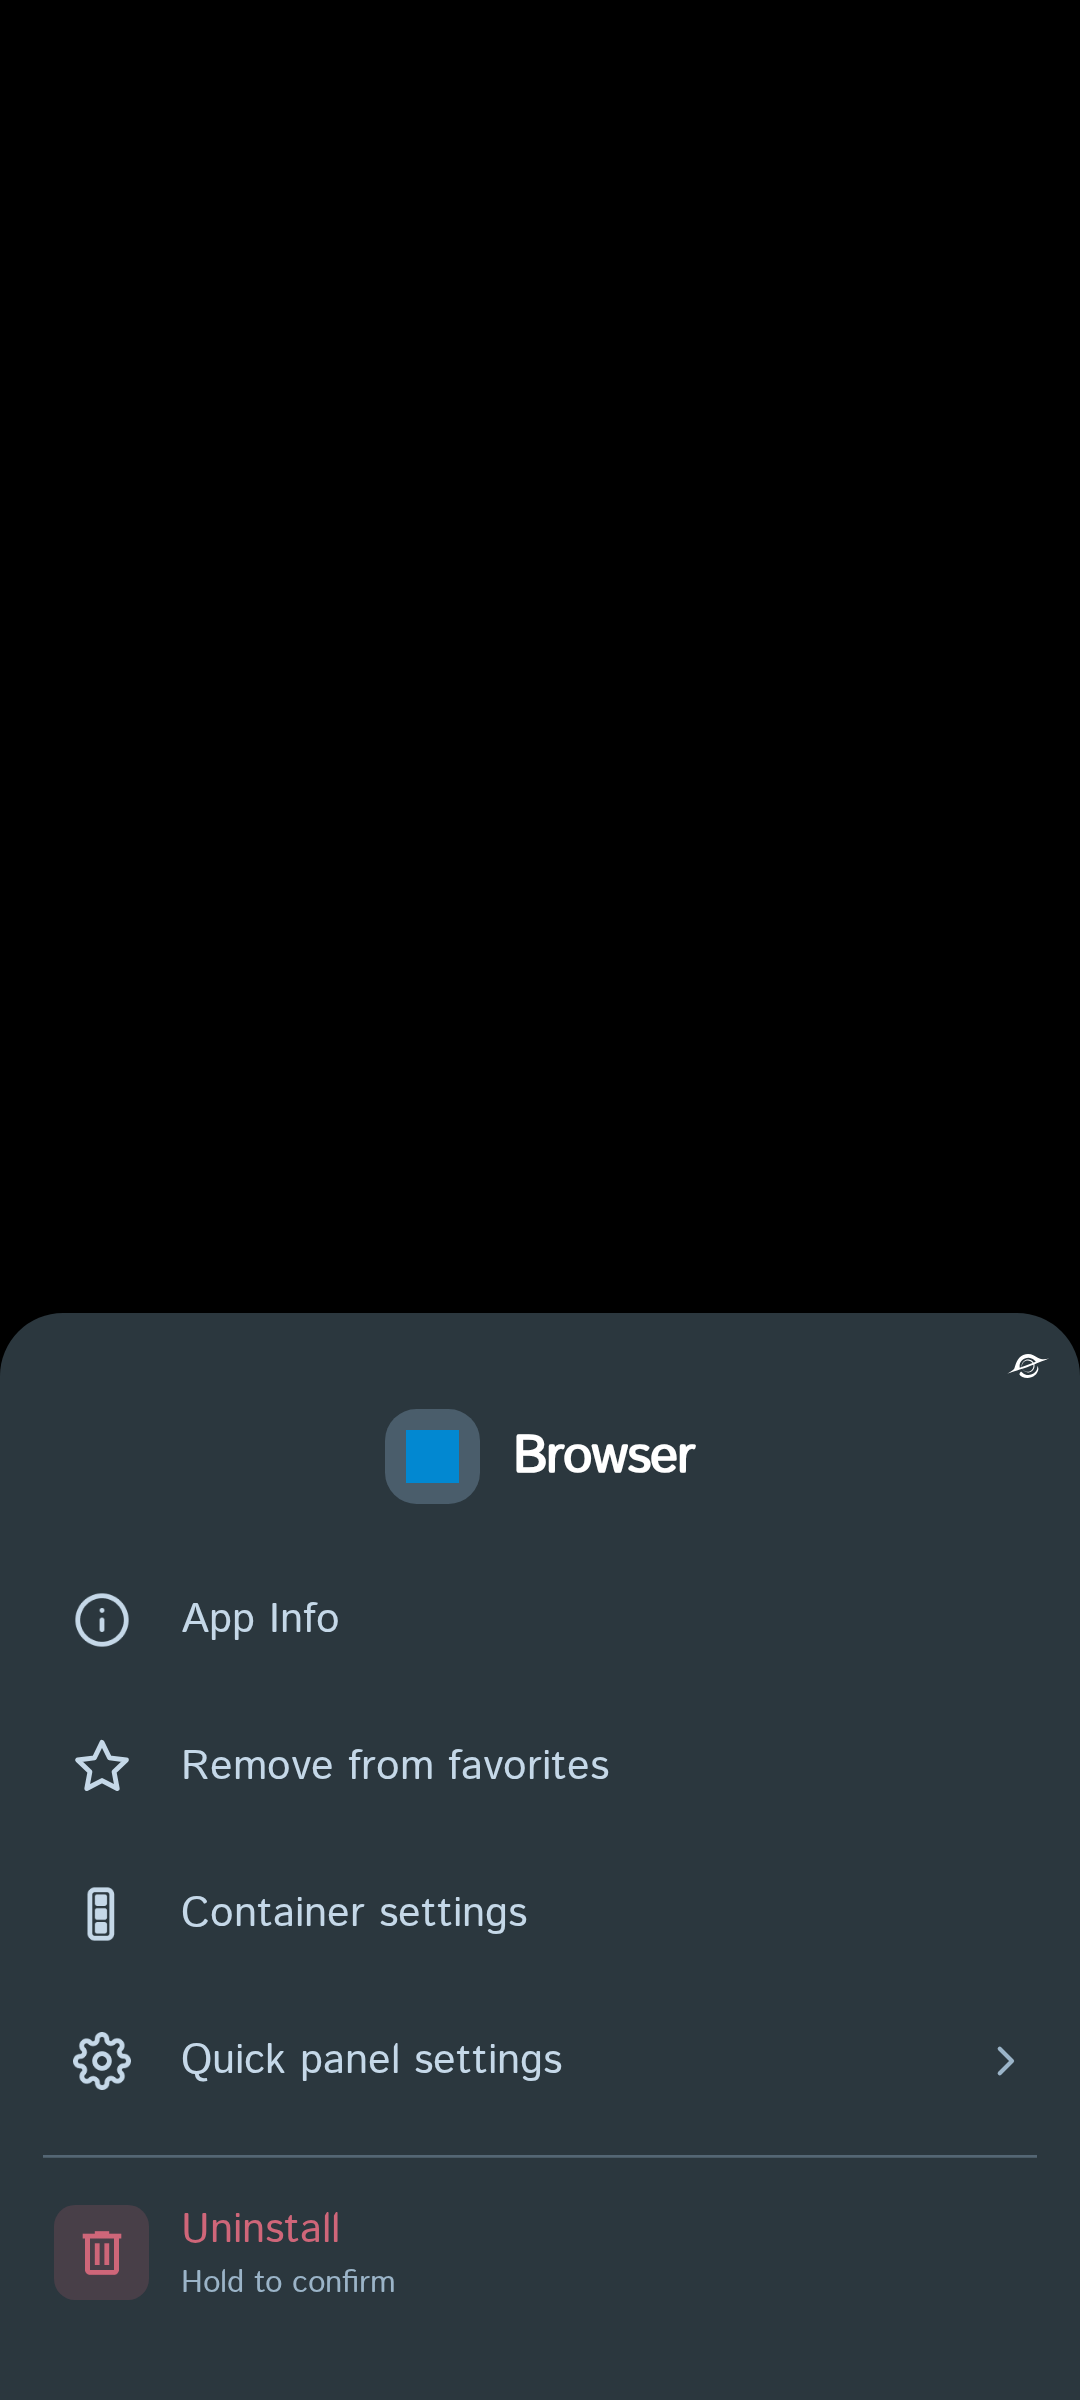 Browser
App Info
Remove from favorites
Container settings
Quick panel settings
Uninstall
Hold to confirm